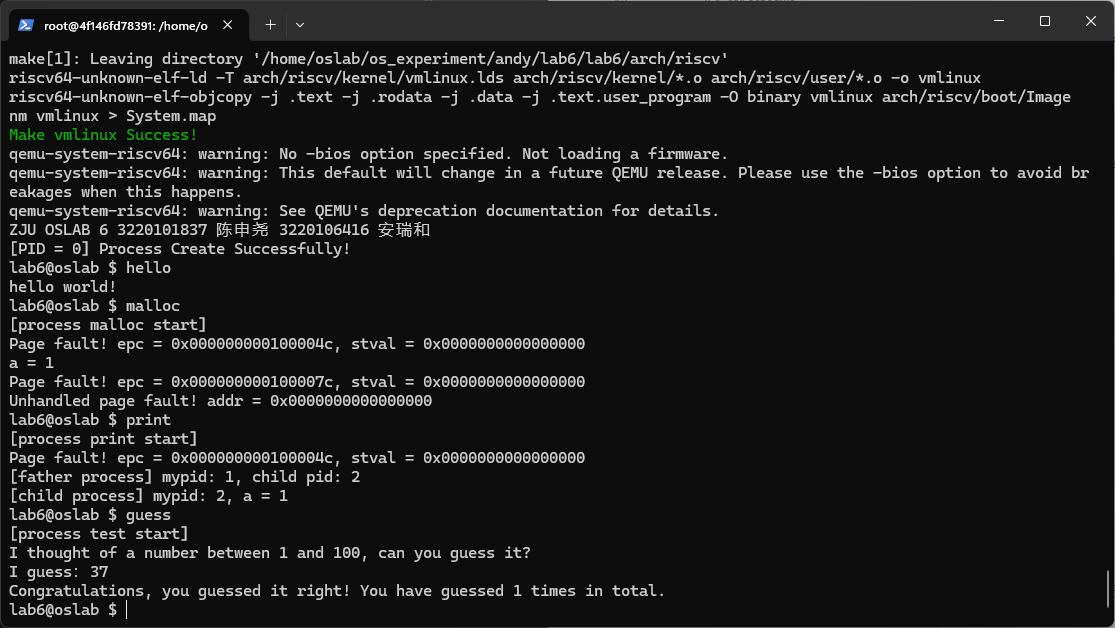 root@4f146fd78391: /home/o
make[1]: Leaving directory '/home/oslab/os_experiment/andy/lab6/lab6/arch/riscv'
riscv64-unknown-elf-ld -T arch/riscv/kernel/vmlinux.lds arch/riscv/kernel/*.o arch/riscv/user/*.o -o vmlinux
riscv64-unknown-elf-objcopy -j .text -j .rodata -j .data -j .text.user_program -O binary vmlinux arch/riscv/boot/Image
nm vmlinux > System.map
Make vmlinux Success!
qemu-system-riscv64: warning: No -bios option specified. Not loading a firmware.
qemu-system-riscv64: warning: This default will change in a future QEMU release. Please use the -bios option to avoid br
eakages when this happens.
qemu-system-riscv64: warning: See QEMU's deprecation documentation for details.
ZJU OSLAB 6 3220101837 陈申尧 3220106416 安瑞和
[PID = 0] Process Create Successfully!
lab6@oslab $ hello
hello world!
lab6@oslab $ malloc
[process malloc start]
Page fault! epc = 0x000000000100004c, stval = 0x0000000000000000
a = 1
Page fault! epc = 0x000000000100007c, stval = 0x0000000000000000
Unhandled page fault! addr = 0x0000000000000000
lab6@oslab $ print
[process print start]
Page fault! epc = 0x000000000100004c, stval = 0x0000000000000000
[father process] mypid: 1, child pid: 2
[child process] mypid: 2, a = 1
lab6@oslab $ guess
[process test start]
I thought of a number between 1 and 100, can you guess it?
I guess: 37
Congratulations, you guessed it right! You have guessed 1 times in total.
lab6@oslab $